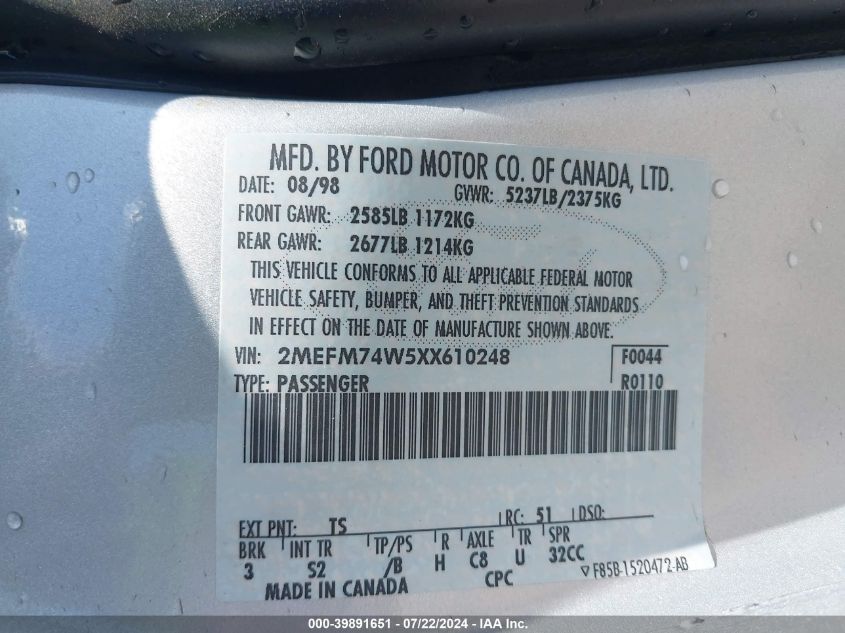 MFD. BY FORD MOTOR CO. OF CANADA, LTD.
DATE: 08/98 GVWR: 5237LB/2375KG
FRONT GAWR: 2585LB 1172KG
REAR GAWR: 2677LB 1214KG
THIS VEHICLE CONFORMS TO ALL APPLICABLE FEDERAL MOTOR
VEHICLE SAFETY, BUMPER, AND THEFT PREVENTION STANDARDS
IN EFFECT ON THE DATE OF MANUFACTURE SHOWN ABOVE.
VIN: 2MEFM74W5XX610248 F0044
TYPE: PASSENGER R0110
EXT PNT: TS RC: 51 DSO:
BRK INT TR TP/PS R AXLE TR SPR
3 S2 /B H C8 U 32CC
MADE IN CANADA CPC F85B-1520472-AB
000-39891651 / 07/22/2024 - IAA Inc.